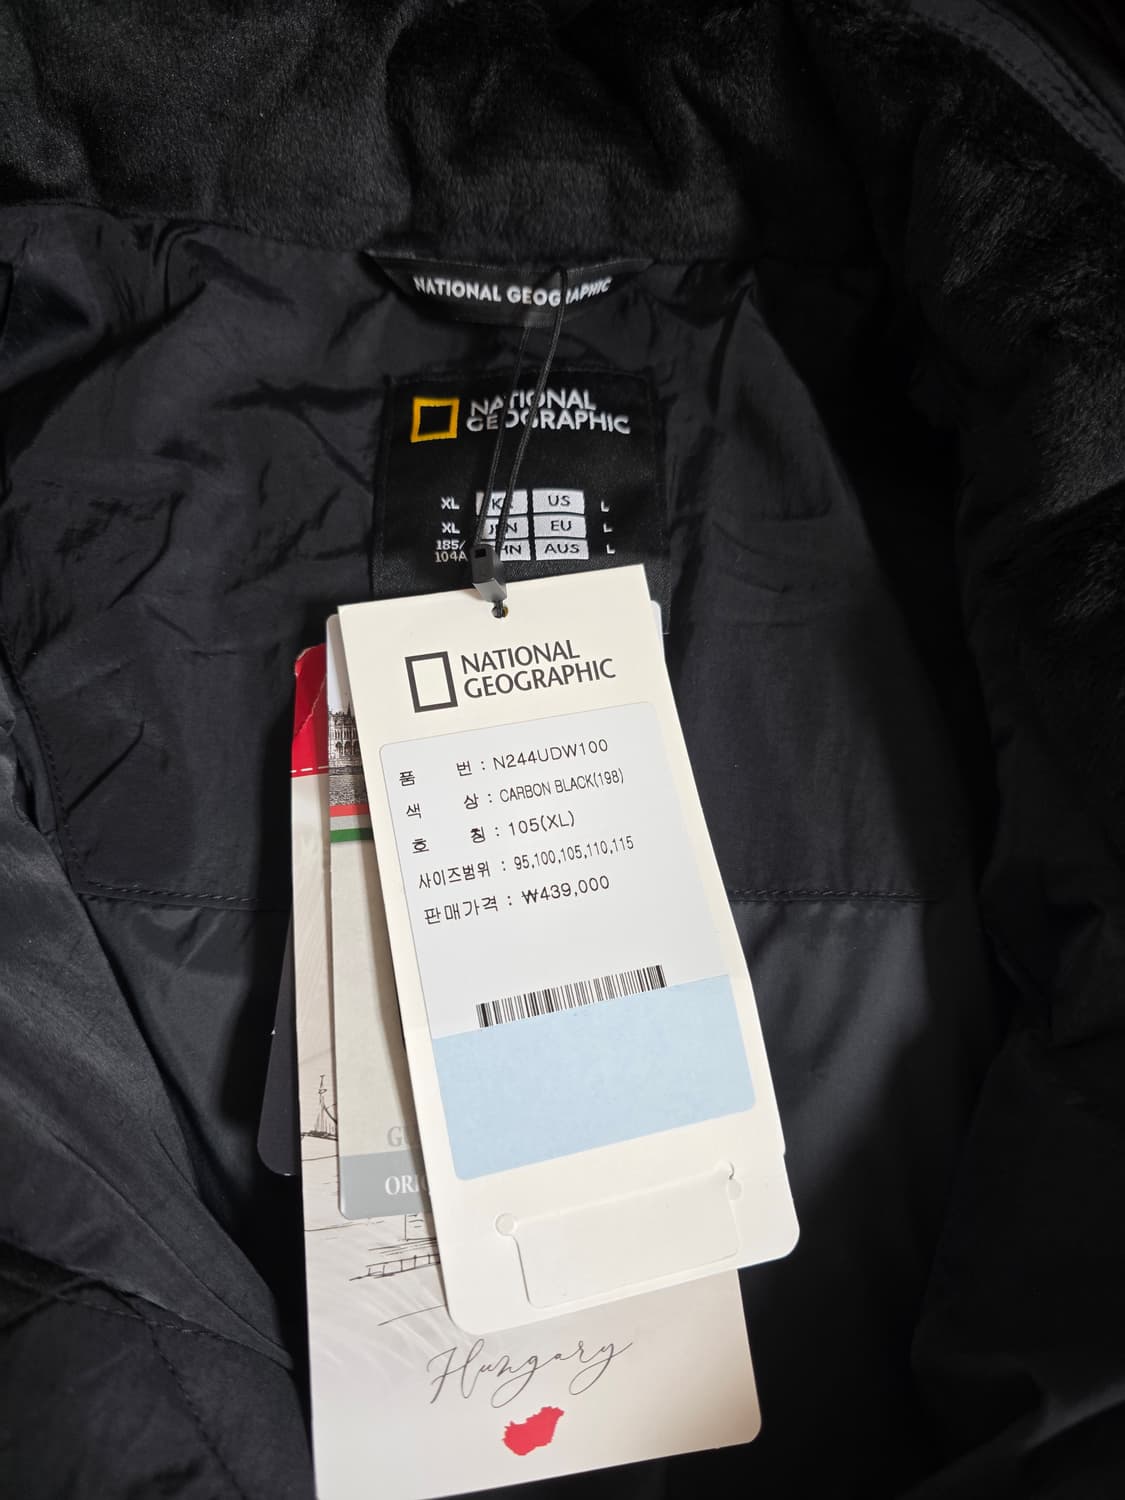 NATIONAL GEOGRAPHIC
NATIONAL
GEOGRAPHIC
XL US L
XL EU L
185/ AUS L
104A
NATIONAL
GEOGRAPHIC
품 번 : N244UDW100
색 상 : CARBON BLACK(198)
호 칭 : 105(XL)
사이즈범위 : 95,100,105,110,115
판매가격 : ₩439,000
Hungary